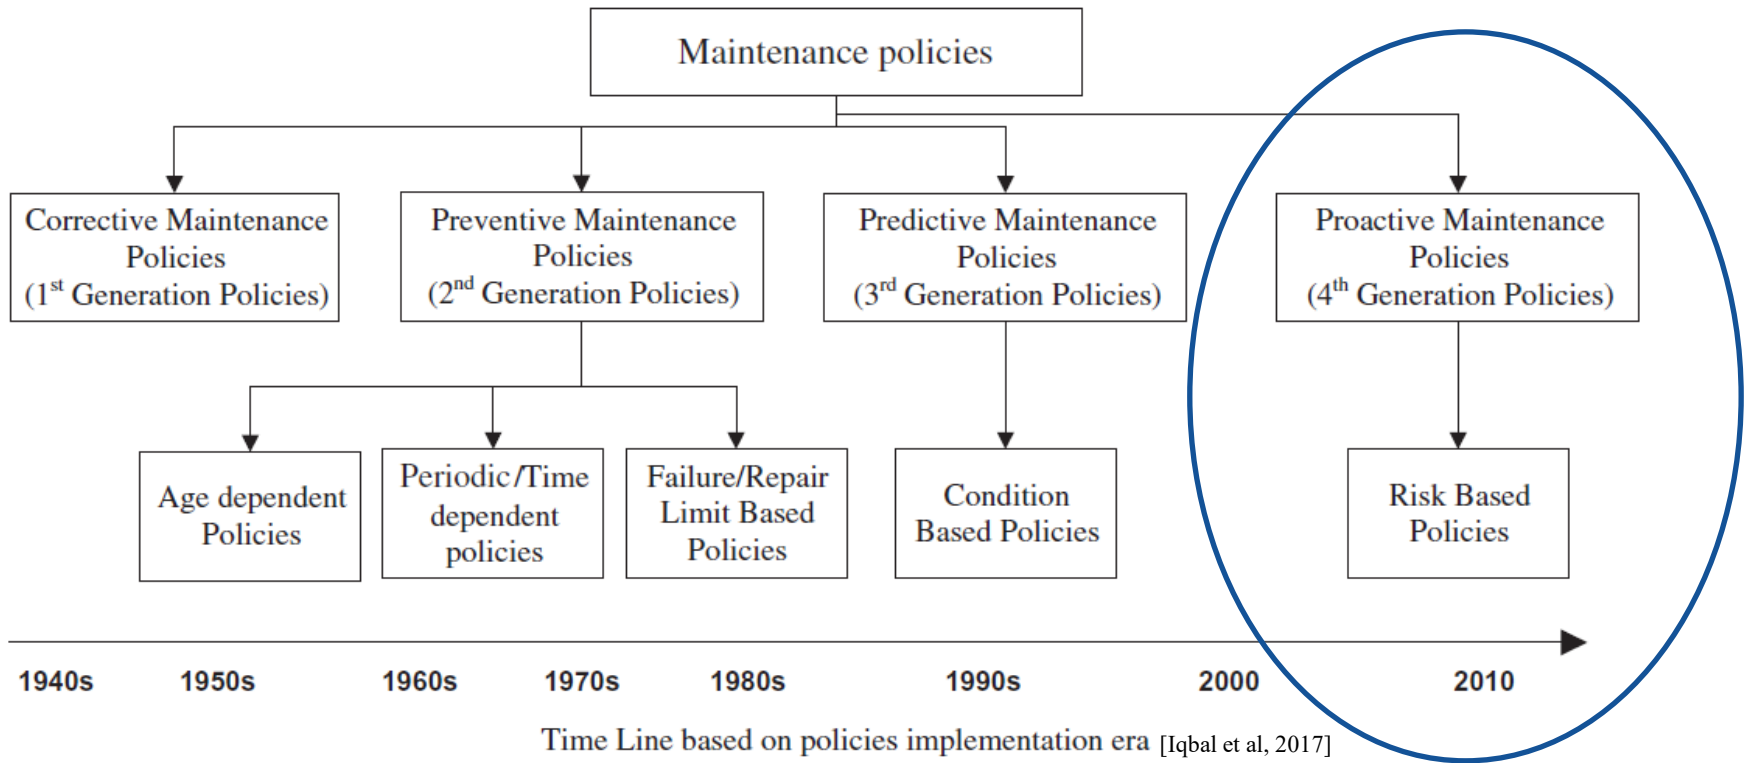 Maintenance policies
Corrective Maintenance
Policies
(1st Generation Policies)
Preventive Maintenance
Policies
(2nd Generation Policies)
Predictive Maintenance
Policies
(3rd Generation Policies)
Proactive Maintenance
Policies
(4th Generation Policies)
Age dependent
Policies
Periodic/Time
dependent
policies
Failure/Repair
Limit Based
Policies
Condition
Based Policies
Risk Based
Policies
1940s 1950s 1960s 1970s 1980s 1990s 2000 2010
Time Line based on policies implementation era [Iqbal et al, 2017]